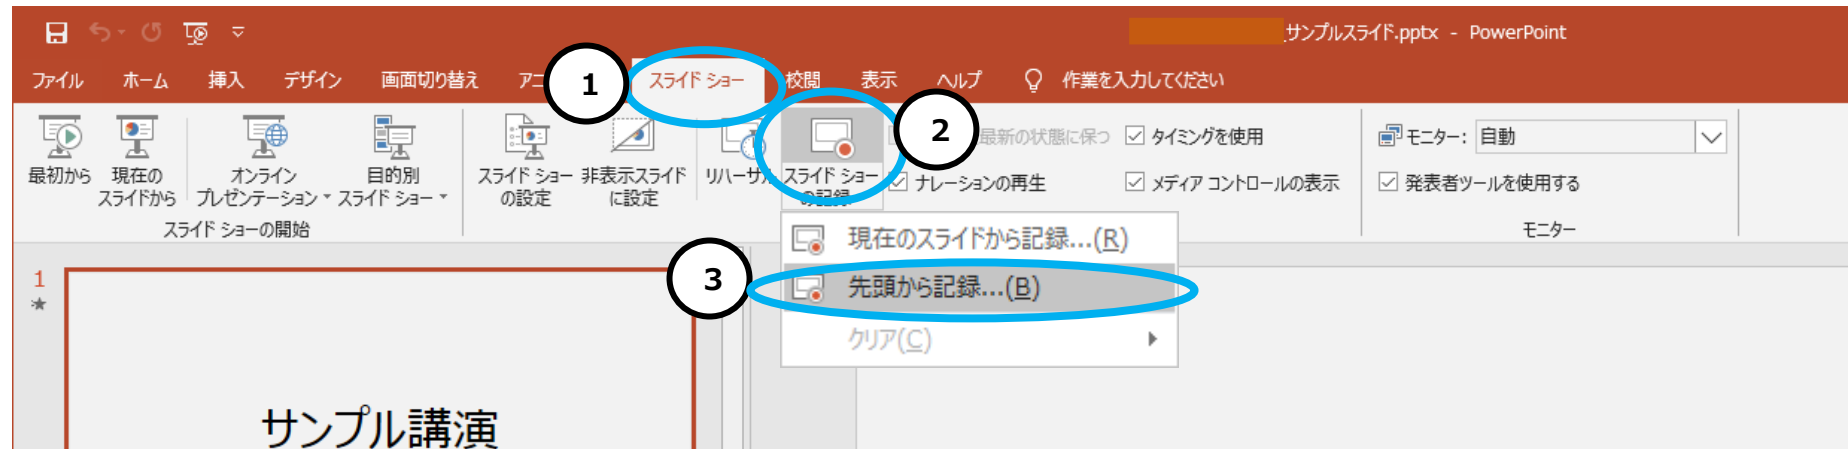 _サンプルスライド.pptx - PowerPoint
ファイル ホーム 挿入 デザイン 画面切り替え アニ 1 スライド ショー 校閲 表示 ヘルプ 作業を入力してください
2 最新の状態に保つ タイミングを使用 モニター: 自動
最初から 現在の スライドから オンライン プレゼンテーション 目的別 スライド ショー スライド ショー の設定 非表示スライド に設定 リハーサル スライド ショー の記録 ナレーションの再生 メディア コントロールの表示 発表者ツールを使用する
スライド ショーの開始 モニター
現在のスライドから記録...(R)
3 先頭から記録...(B)
クリア(C)
1
サンプル講演